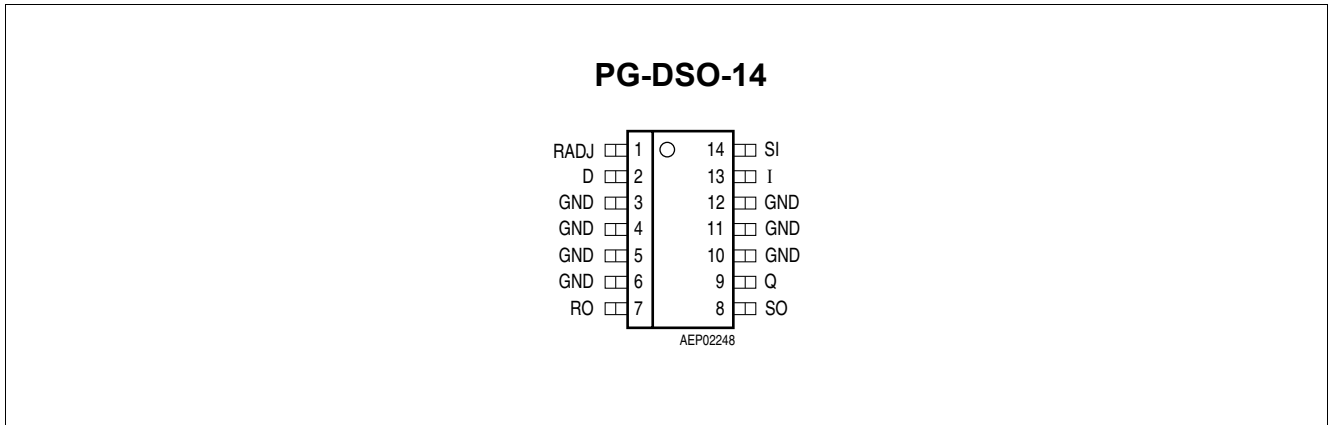 PG-DSO-14
RADJ 1 14 SI
D 2 13 I
GND 3 12 GND
GND 4 11 GND
GND 5 10 GND
GND 6 9 Q
RO 7 8 SO
AEP02248